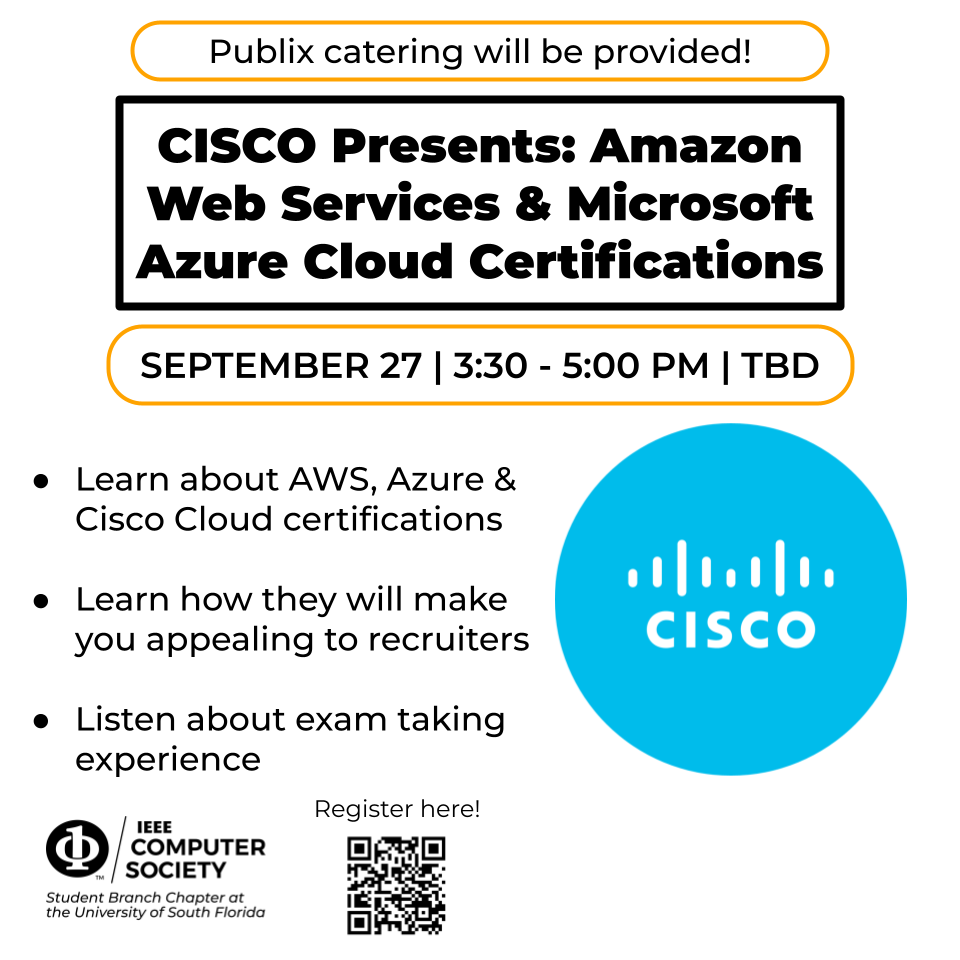 Publix catering will be provided!
CISCO Presents: Amazon
Web Services & Microsoft
Azure Cloud Certifications
SEPTEMBER 27 | 3:30 - 5:00 PM | TBD
● Learn about AWS, Azure &
Cisco Cloud certifications
● Learn how they will make
you appealing to recruiters
● Listen about exam taking
experience
CISCO
Register here!
IEEE
COMPUTER
SOCIETY
TM
Student Branch Chapter at
the University of South Florida